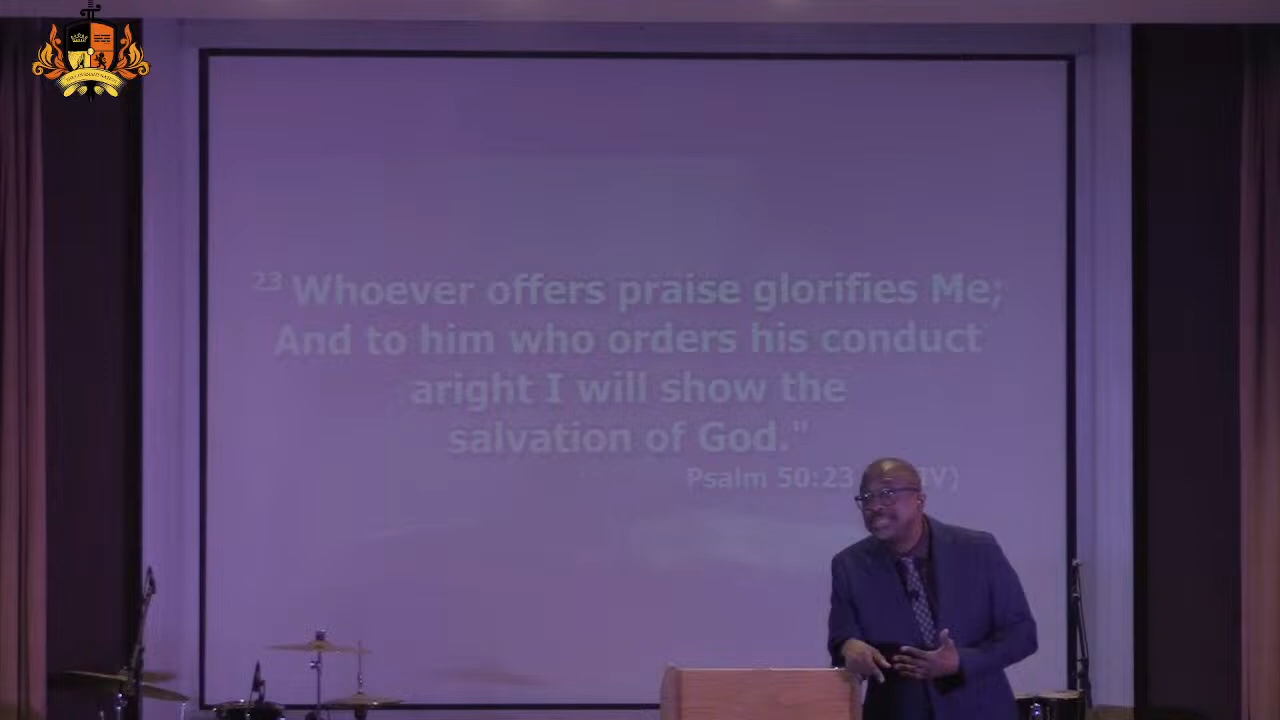 23 Whoever offers praise glorifies Me;
And to him who orders his conduct
aright I will show the
salvation of God."
Psalm 50:23 IV)